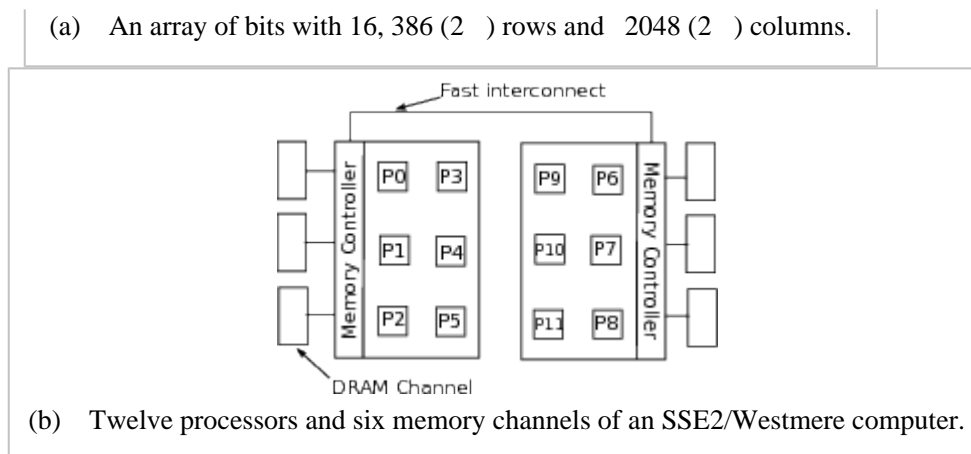 (a) An array of bits with 16, 386 (2 ) rows and 2048 (2 ) columns.
Fast interconnect
Memory Controller
P0 P3
P9 P6
Memory Controller
P1 P4
P10 P7
P2 P5
P11 P8
DRAM Channel
(b) Twelve processors and six memory channels of an SSE2/Westmere computer.